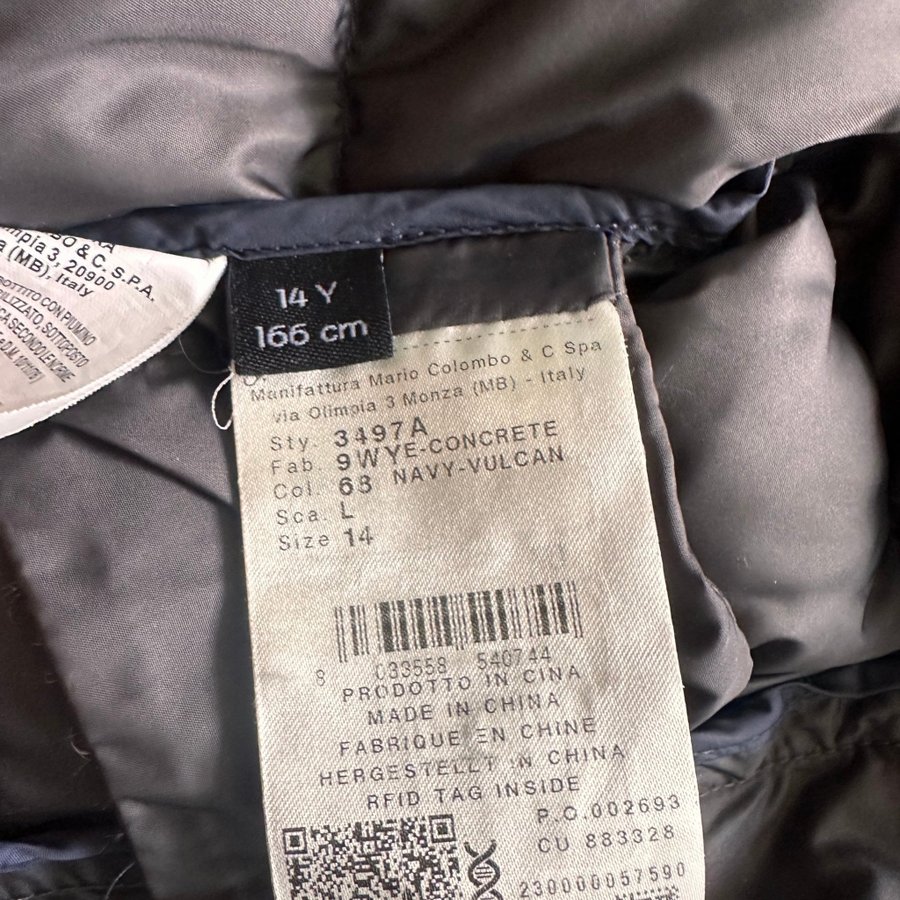 SO & C. S.P.A.
mpia 3, 20900
a (MB), Italy
14 Y
166 cm
Manifattura Mario Colombo & C Spa
via Olimpia 3 Monza (MB) - Italy
Sty. 3497A
Fab. 9WYE-CONCRETE
Col. 63 NAVY-VULCAN
Sca. L
Size 14
8 033558 540744
PRODOTTO IN CINA
MADE IN CHINA
FABRIQUE EN CHINE
HERGESTELLT IN CHINA
RFID TAG INSIDE
P.O.002693
CU 883328
230000057590